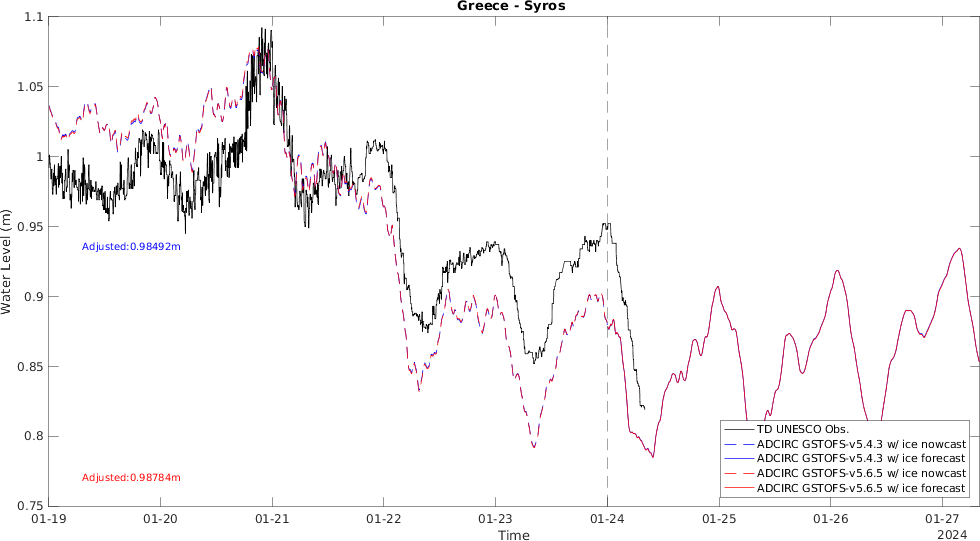 Greece - Syros
1.1
1.05
1
0.95
0.9
0.85
0.8
0.75
Water Level (m)
Adjusted:0.98492m
Adjusted:0.98784m
TD UNESCO Obs.
ADCIRC GSTOFS-v5.4.3 w/ ice nowcast
ADCIRC GSTOFS-v5.4.3 w/ ice forecast
ADCIRC GSTOFS-v5.6.5 w/ ice nowcast
ADCIRC GSTOFS-v5.6.5 w/ ice forecast
01-19 01-20 01-21 01-22 01-23 01-24 01-25 01-26 01-27
Time
2024